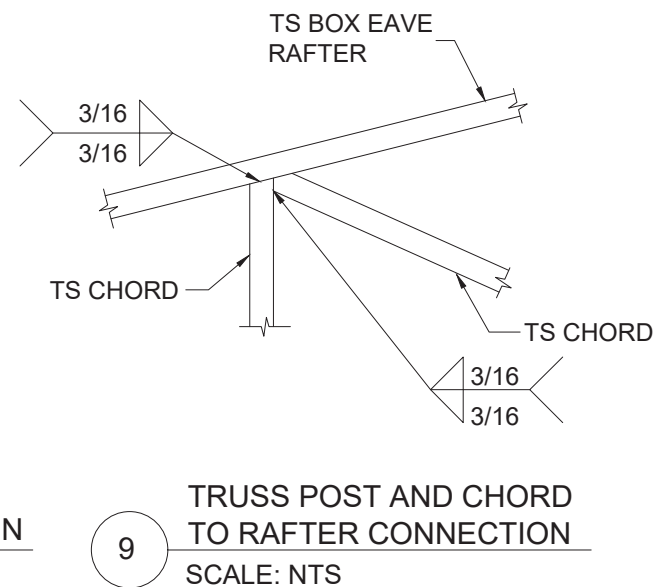 TS BOX EAVE
RAFTER
3/16
3/16
TS CHORD
TS CHORD
3/16
3/16
N
9
TRUSS POST AND CHORD
TO RAFTER CONNECTION
SCALE: NTS